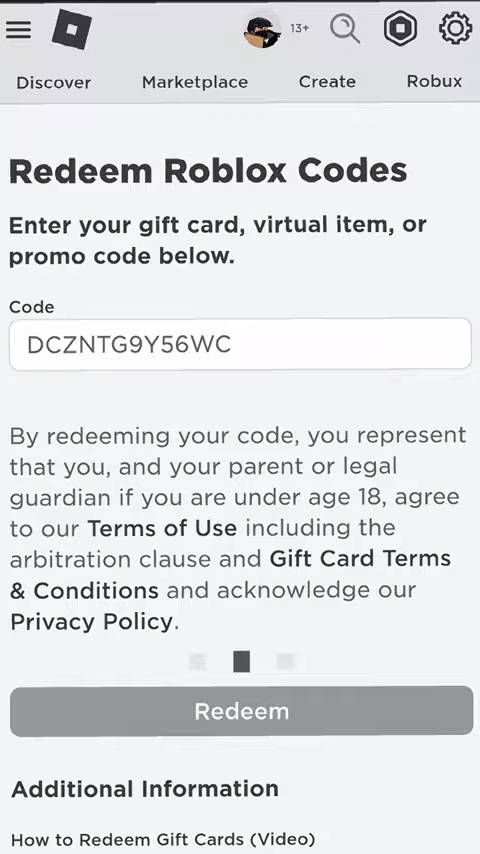 13+
Discover Marketplace Create Robux
Redeem Roblox Codes
Enter your gift card, virtual item, or
promo code below.
Code
DCZNTG9Y56WC
By redeeming your code, you represent
that you, and your parent or legal
guardian if you are under age 18, agree
to our Terms of Use including the
arbitration clause and Gift Card Terms
& Conditions and acknowledge our
Privacy Policy.
Redeem
Additional Information
How to Redeem Gift Cards (Video)